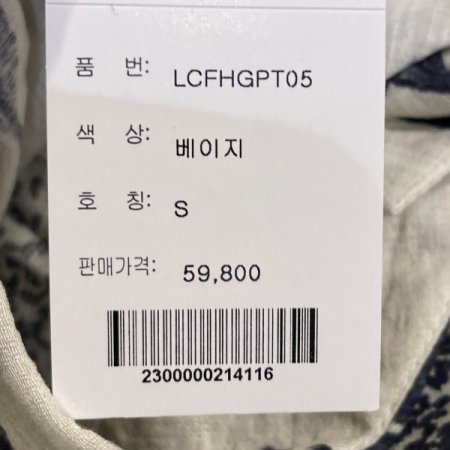 품 번: LCFHGPT05
색 상: 베이지
호 칭: S
판매가격: 59,800
2300000214116